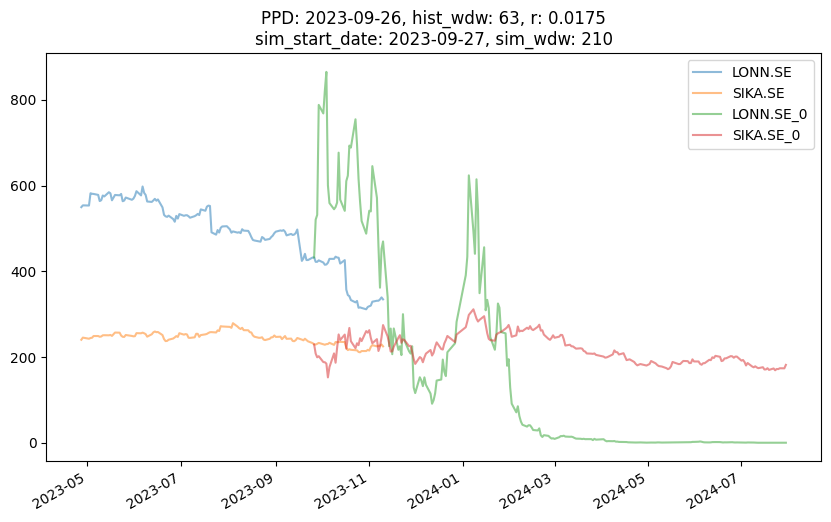 PPD: 2023-09-26, hist_wdw: 63, r: 0.0175
sim_start_date: 2023-09-27, sim_wdw: 210
LONN.SE
SIKA.SE
LONN.SE_0
SIKA.SE_0
800
600
400
200
0
2023-05
2023-07
2023-09
2023-11
2024-01
2024-03
2024-05
2024-07